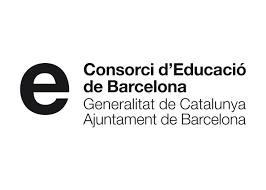 e
Consorci d'Educació
de Barcelona
Generalitat de Catalunya
Ajuntament de Barcelona